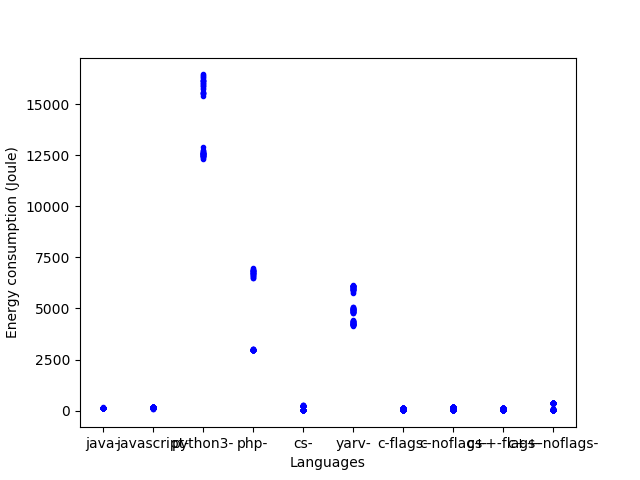 15000
12500
10000
7500
5000
2500
0
Energy consumption (Joule)
java- javascript- python3- php- cs- yarv- c-flags- c-noflags- c++-flags- c++-noflags-
Languages